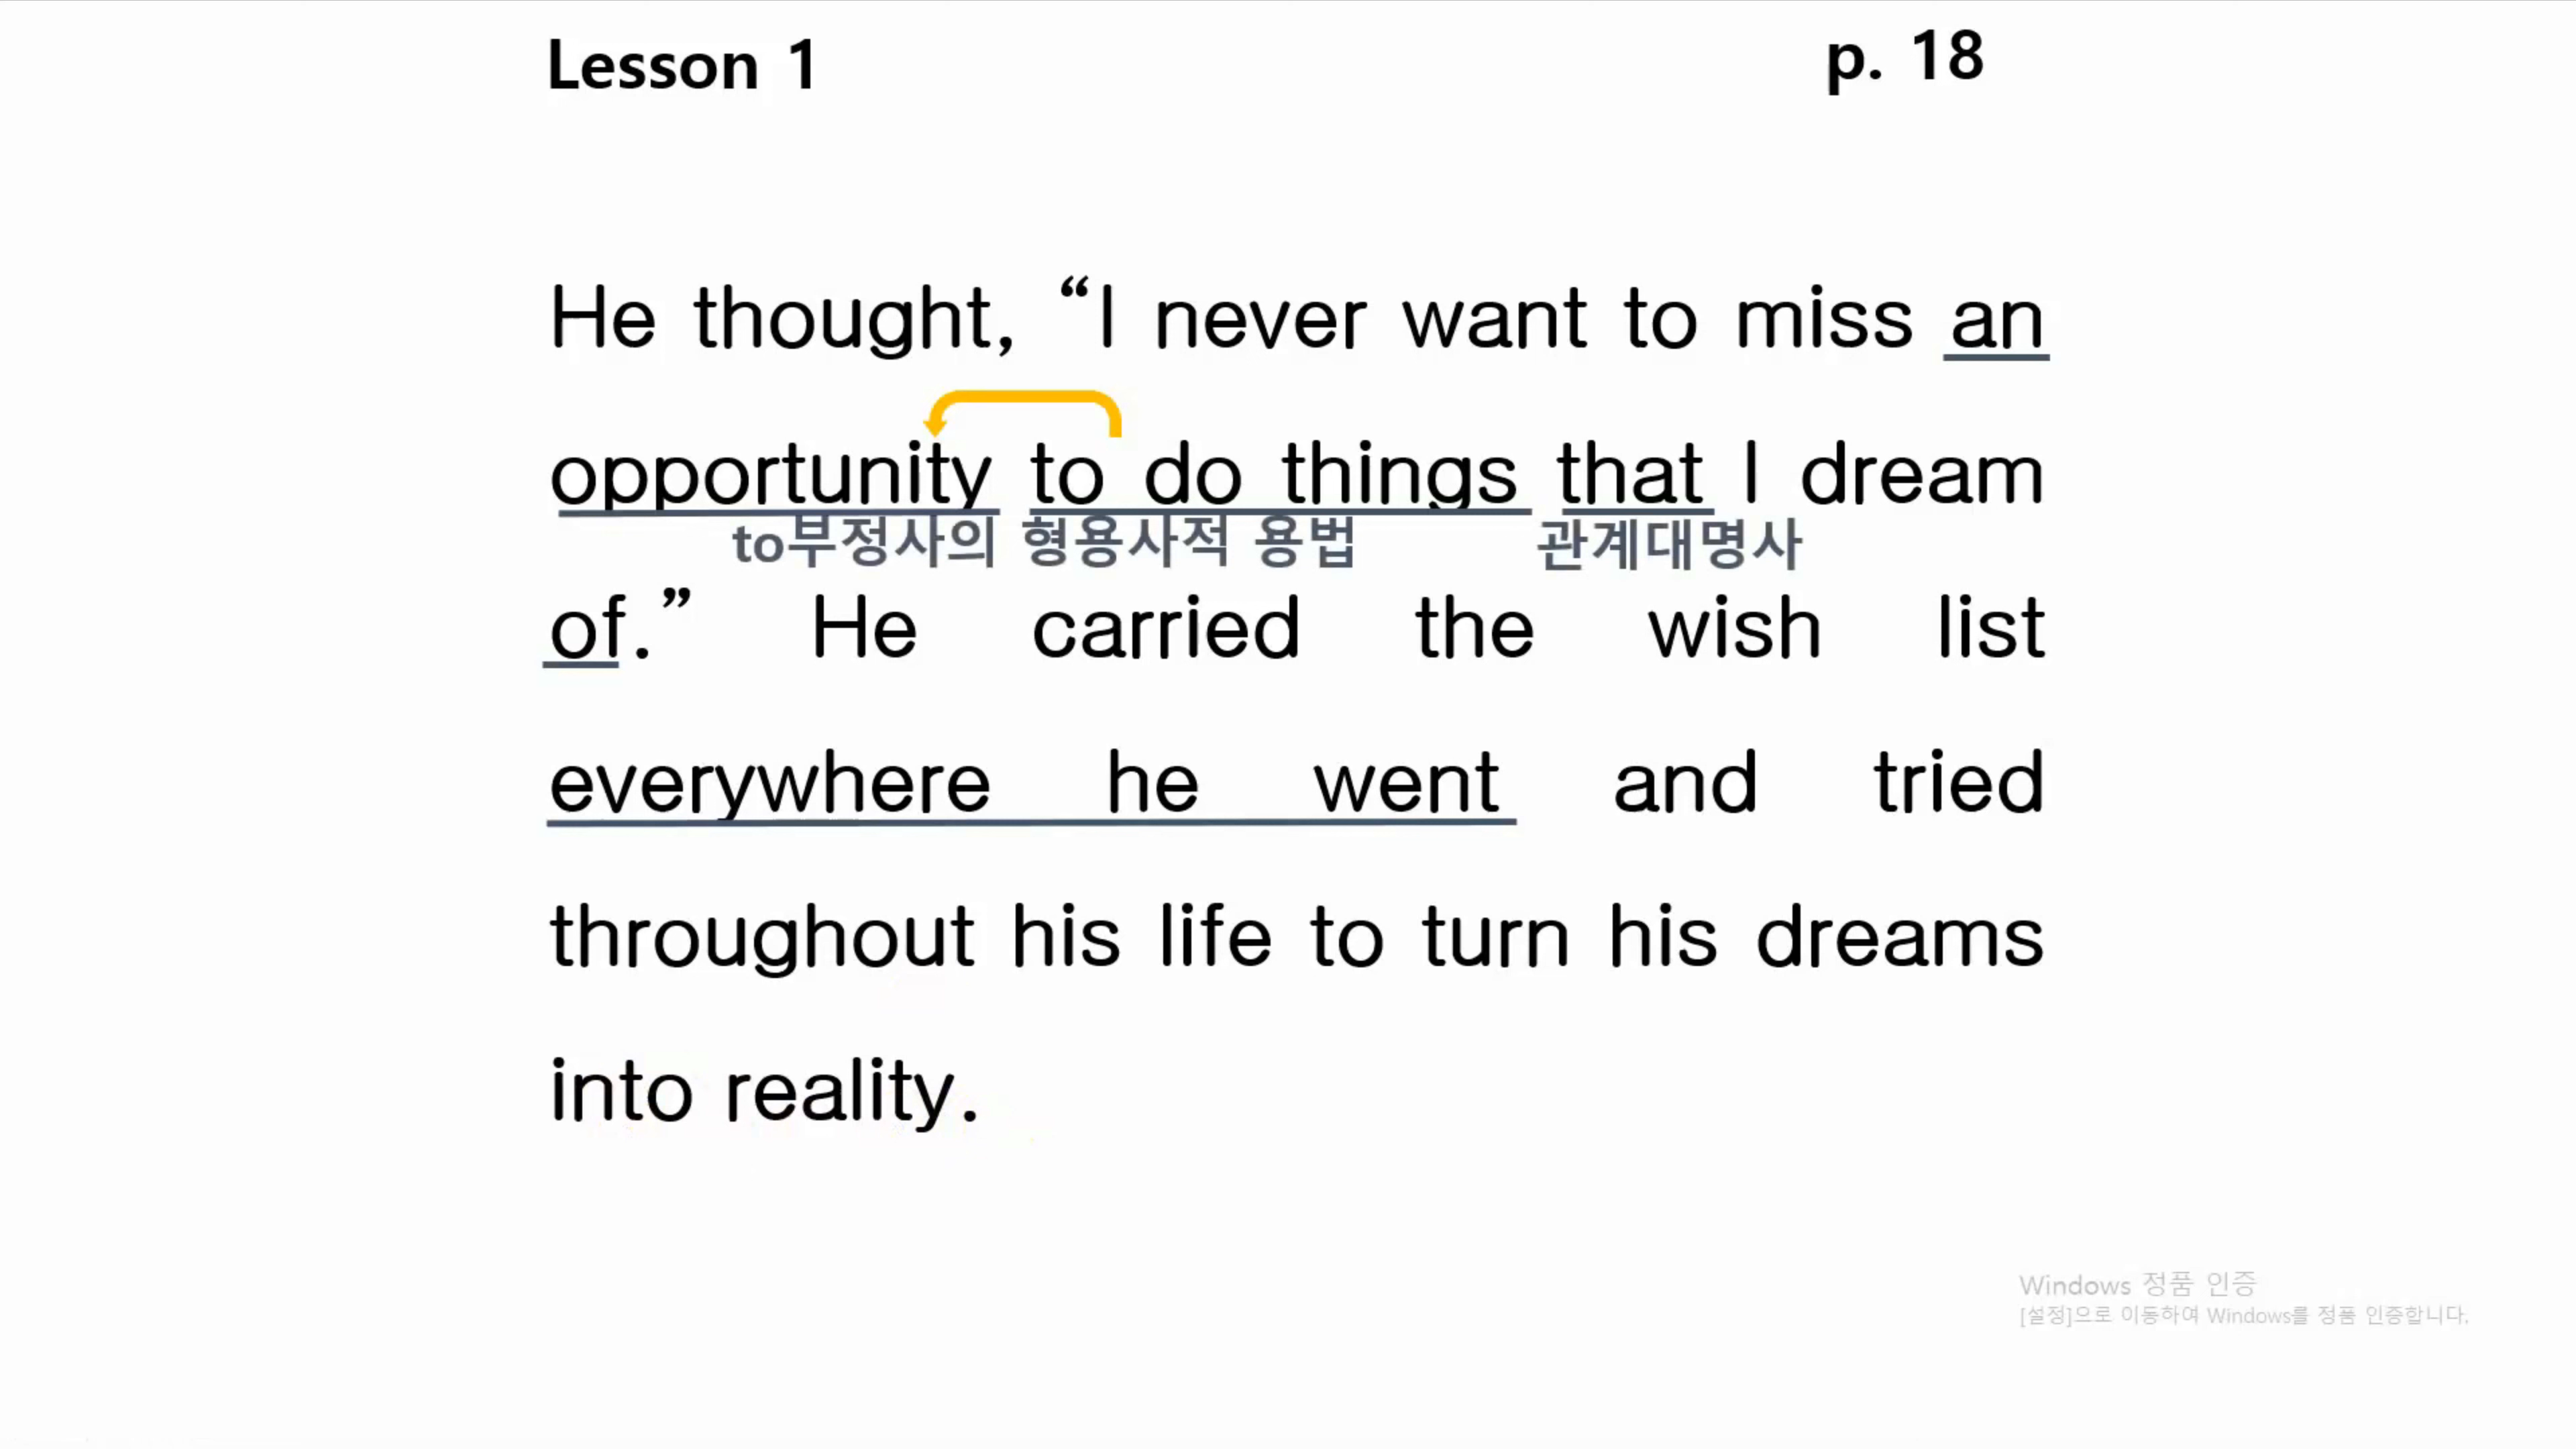 Lesson 1
p. 18
He thought, “I never want to miss an
opportunity to do things that I dream
to부정사의 형용사적 용법
관계대명사
of.” He carried the wish list
everywhere he went and tried
throughout his life to turn his dreams
into reality.
Windows 정품 인증
[설정]으로 이동하여 Windows를 정품 인증합니다.